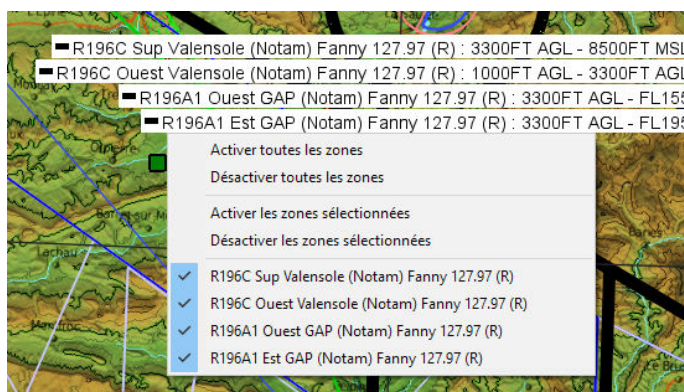 R196C Sup Valensole (Notam) Fanny 127.97 (R) : 3300FT AGL - 8500FT MSL
R196C Ouest Valensole (Notam) Fanny 127.97 (R) : 1000FT AGL - 3300FT AGL
R196A1 Ouest GAP (Notam) Fanny 127.97 (R) : 3300FT AGL - FL155
R196A1 Est GAP (Notam) Fanny 127.97 (R) : 3300FT AGL - FL195
Orpierre
Activer toutes les zones
Désactiver toutes les zones
Activer les zones sélectionnées
Désactiver les zones sélectionnées
Lachau
R196C Sup Valensole (Notam) Fanny 127.97 (R)
R196C Ouest Valensole (Notam) Fanny 127.97 (R)
R196A1 Ouest GAP (Notam) Fanny 127.97 (R)
R196A1 Est GAP (Notam) Fanny 127.97 (R)